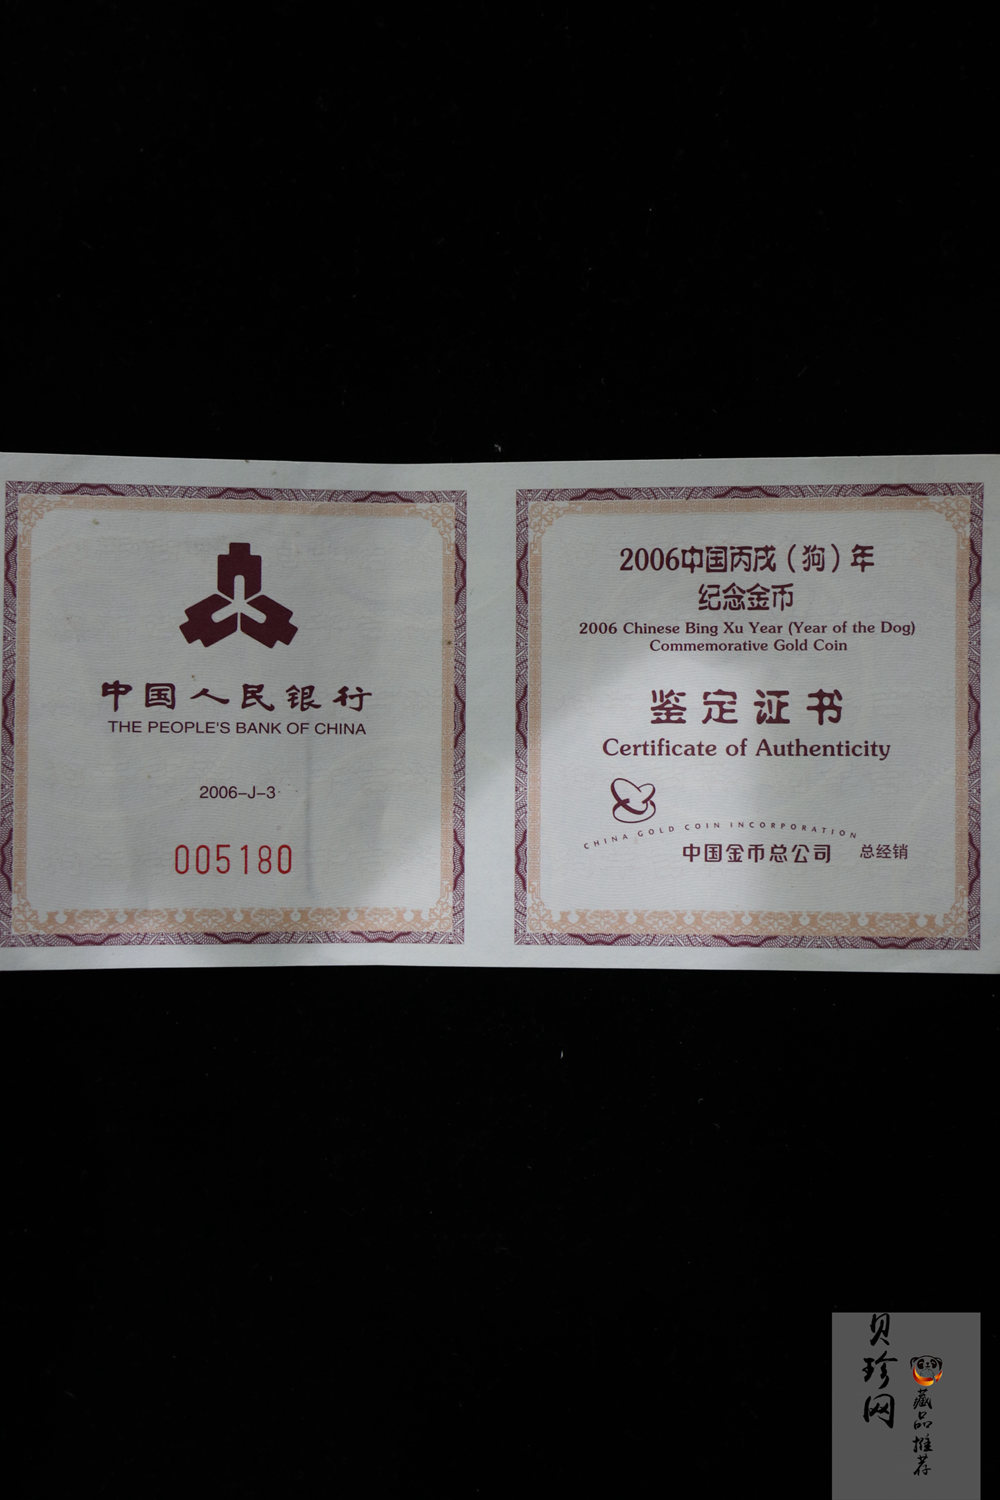 中国人民银行
THE PEOPLE'S BANK OF CHINA
2006-J-3
005180
2006中国丙戌（狗）年
纪念金币
2006 Chinese Bing Xu Year (Year of the Dog)
Commemorative Gold Coin
鉴定证书
Certificate of Authenticity
CHINA GOLD COIN INCORPORATION
中国金币总公司 总经销
贝珍网
藏品推荐